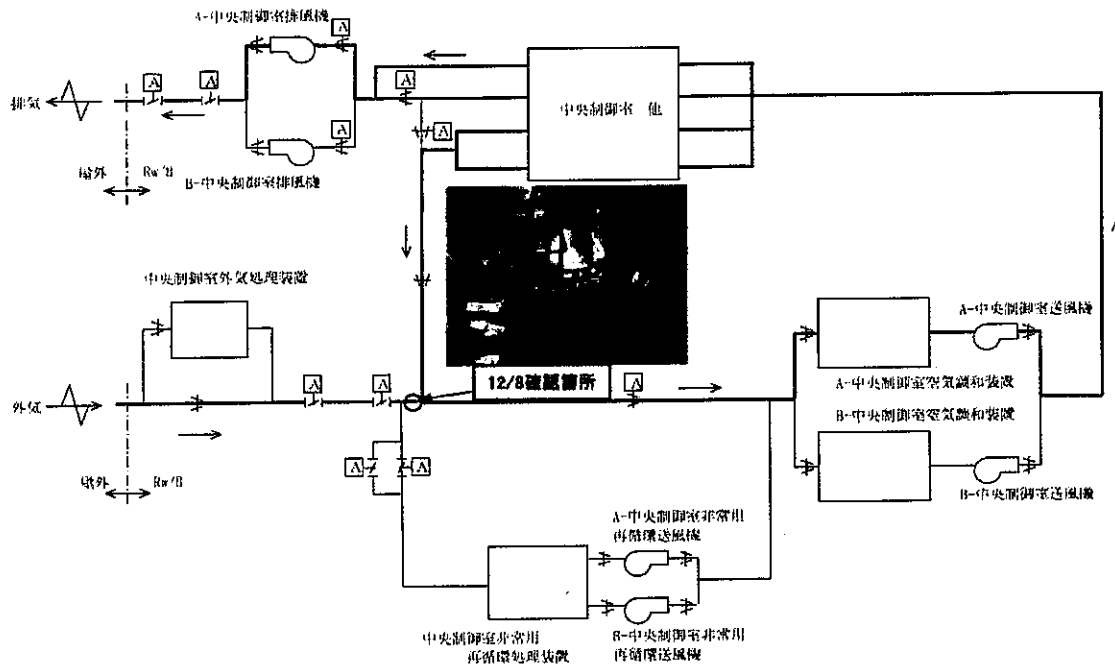 A-中央制御室排風機
A
A
A
A
A
排気
中央制御室 他
A
屋外
Rw/B
B-中央制御室排風機
中央制御室外気処理装置
A-中央制御室送風機
12/8確認箇所
A
A
A
A-中央制御室空気調和装置
外気
B-中央制御室空気調和装置
屋外
Rw/B
A
A
B-中央制御室送風機
A-中央制御室非常用
再循環送風機
中央制御室非常用
再循環処理装置
B-中央制御室非常用
再循環送風機